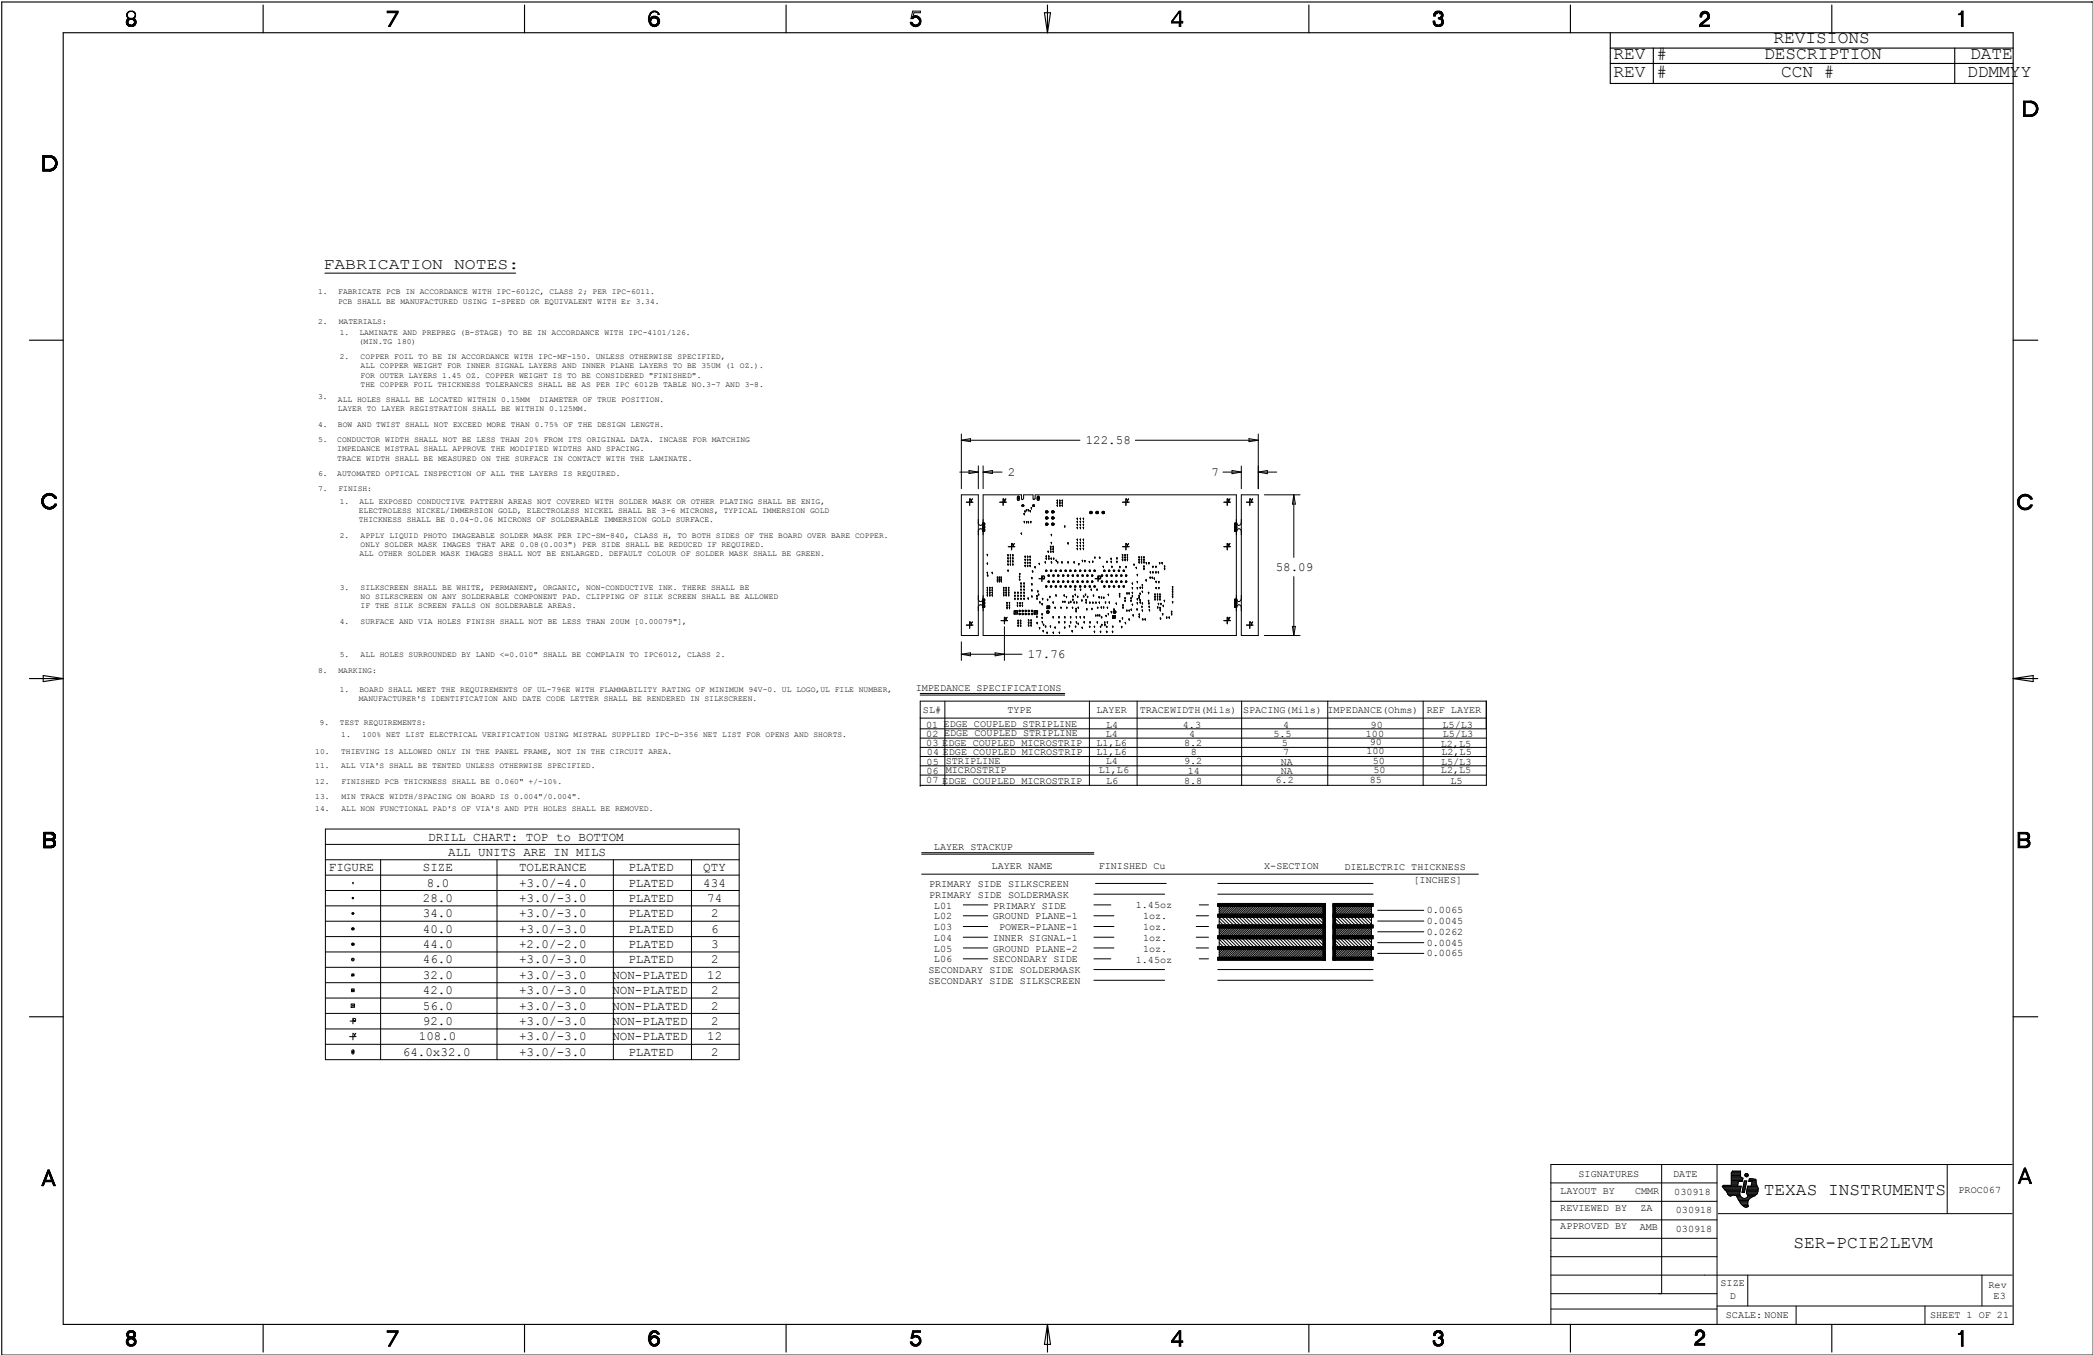 8 7 6 5 4 3 2 1
REVISIONS
REV # DESCRIPTION DATE
REV # CCN # DDMMYY
D
D
FABRICATION NOTES:
1. FABRICATE PCB IN ACCORDANCE WITH IPC-6012C, CLASS 2; PER IPC-6011.
PCB SHALL BE MANUFACTURED USING I-SPEED OR EQUIVALENT WITH Er 3.34.
2. MATERIALS:
1. LAMINATE AND PREPREG (B-STAGE) TO BE IN ACCORDANCE WITH IPC-4101/126.
(MIN.TG 180)
2. COPPER FOIL TO BE IN ACCORDANCE WITH IPC-MF-150. UNLESS OTHERWISE SPECIFIED,
ALL COPPER WEIGHT FOR INNER SIGNAL LAYERS AND INNER PLANE LAYERS TO BE 35UM (1 OZ.).
FOR OUTER LAYERS 1.45 OZ. COPPER WEIGHT IS TO BE CONSIDERED "FINISHED".
THE COPPER FOIL THICKNESS TOLERANCES SHALL BE AS PER IPC 6012B TABLE NO.3-7 AND 3-8.
3. ALL HOLES SHALL BE LOCATED WITHIN 0.15MM DIAMETER OF TRUE POSITION.
LAYER TO LAYER REGISTRATION SHALL BE WITHIN 0.125MM.
4. BOW AND TWIST SHALL NOT EXCEED MORE THAN 0.75% OF THE DESIGN LENGTH.
5. CONDUCTOR WIDTH SHALL NOT BE LESS THAN 20% FROM ITS ORIGINAL DATA. INCASE FOR MATCHING
IMPEDANCE MISTRAL SHALL APPROVE THE MODIFIED WIDTHS AND SPACING.
TRACE WIDTH SHALL BE MEASURED ON THE SURFACE IN CONTACT WITH THE LAMINATE.
6. AUTOMATED OPTICAL INSPECTION OF ALL THE LAYERS IS REQUIRED.
7. FINISH:
1. ALL EXPOSED CONDUCTIVE PATTERN AREAS NOT COVERED WITH SOLDER MASK OR OTHER PLATING SHALL BE ENIG,
ELECTROLESS NICKEL/IMMERSION GOLD, ELECTROLESS NICKEL SHALL BE 3-6 MICRONS, TYPICAL IMMERSION GOLD
THICKNESS SHALL BE 0.04-0.06 MICRONS OF SOLDERABLE IMMERSION GOLD SURFACE.
2. APPLY LIQUID PHOTO IMAGEABLE SOLDER MASK PER IPC-SM-840, CLASS H, TO BOTH SIDES OF THE BOARD OVER BARE COPPER.
ONLY SOLDER MASK IMAGES THAT ARE 0.08(0.003") PER SIDE SHALL BE REDUCED IF REQUIRED.
ALL OTHER SOLDER MASK IMAGES SHALL NOT BE ENLARGED. DEFAULT COLOUR OF SOLDER MASK SHALL BE GREEN.
3. SILKSCREEN SHALL BE WHITE, PERMANENT, ORGANIC, NON-CONDUCTIVE INK. THERE SHALL BE
NO SILKSCREEN ON ANY SOLDERABLE COMPONENT PAD. CLIPPING OF SILK SCREEN SHALL BE ALLOWED
IF THE SILK SCREEN FALLS ON SOLDERABLE AREAS.
4. SURFACE AND VIA HOLES FINISH SHALL NOT BE LESS THAN 20UM [0.00079"],
5. ALL HOLES SURROUNDED BY LAND <=0.010" SHALL BE COMPLAIN TO IPC6012, CLASS 2.
8. MARKING:
1. BOARD SHALL MEET THE REQUIREMENTS OF UL-796E WITH FLAMMABILITY RATING OF MINIMUM 94V-0. UL LOGO,UL FILE NUMBER,
MANUFACTURER'S IDENTIFICATION AND DATE CODE LETTER SHALL BE RENDERED IN SILKSCREEN.
9. TEST REQUIREMENTS:
1. 100% NET LIST ELECTRICAL VERIFICATION USING MISTRAL SUPPLIED IPC-D-356 NET LIST FOR OPENS AND SHORTS.
10. THIEVING IS ALLOWED ONLY IN THE PANEL FRAME, NOT IN THE CIRCUIT AREA.
11. ALL VIA'S SHALL BE TENTED UNLESS OTHERWISE SPECIFIED.
12. FINISHED PCB THICKNESS SHALL BE 0.060" +/-10%.
13. MIN TRACE WIDTH/SPACING ON BOARD IS 0.004"/0.004".
14. ALL NON FUNCTIONAL PAD'S OF VIA'S AND PTH HOLES SHALL BE REMOVED.
C
C
122.58
2
7
58.09
17.76
IMPEDANCE SPECIFICATIONS
SL# TYPE LAYER TRACEWIDTH(Mils) SPACING(Mils) IMPEDANCE(Ohms) REF LAYER
01 EDGE COUPLED STRIPLINE L4 4.3 4 90 L5/L3
02 EDGE COUPLED STRIPLINE L4 4 5.5 100 L5/L3
03 EDGE COUPLED MICROSTRIP L1,L6 8.2 5 90 L2,L5
04 EDGE COUPLED MICROSTRIP L1,L6 8 7 100 L2,L5
05 STRIPLINE L4 9.2 NA 50 L5/L3
06 MICROSTRIP L1,L6 14 NA 50 L2,L5
07 EDGE COUPLED MICROSTRIP L6 8.8 6.2 85 L5
B
B
DRILL CHART: TOP to BOTTOM
ALL UNITS ARE IN MILS
FIGURE SIZE TOLERANCE PLATED QTY
8.0 +3.0/-4.0 PLATED 434
28.0 +3.0/-3.0 PLATED 74
34.0 +3.0/-3.0 PLATED 2
40.0 +3.0/-3.0 PLATED 6
44.0 +2.0/-2.0 PLATED 3
46.0 +3.0/-3.0 PLATED 2
32.0 +3.0/-3.0 NON-PLATED 12
42.0 +3.0/-3.0 NON-PLATED 2
56.0 +3.0/-3.0 NON-PLATED 2
92.0 +3.0/-3.0 NON-PLATED 2
108.0 +3.0/-3.0 NON-PLATED 12
64.0x32.0 +3.0/-3.0 PLATED 2
LAYER STACKUP
LAYER NAME FINISHED Cu X-SECTION DIELECTRIC THICKNESS
[INCHES]
PRIMARY SIDE SILKSCREEN
PRIMARY SIDE SOLDERMASK
L01 PRIMARY SIDE 1.45oz 0.0065
L02 GROUND PLANE-1 1oz. 0.0045
L03 POWER-PLANE-1 1oz. 0.0262
L04 INNER SIGNAL-1 1oz. 0.0045
L05 GROUND PLANE-2 1oz. 0.0065
L06 SECONDARY SIDE 1.45oz
SECONDARY SIDE SOLDERMASK
SECONDARY SIDE SILKSCREEN
A
A
SIGNATURES DATE
LAYOUT BY CMMR 030918
REVIEWED BY ZA 030918
APPROVED BY AMB 030918
TEXAS INSTRUMENTS PROC067
SER-PCIE2LEVM
SIZE
D
Rev
E3
SCALE:NONE SHEET 1 OF 21
8 7 6 5 4 3 2 1